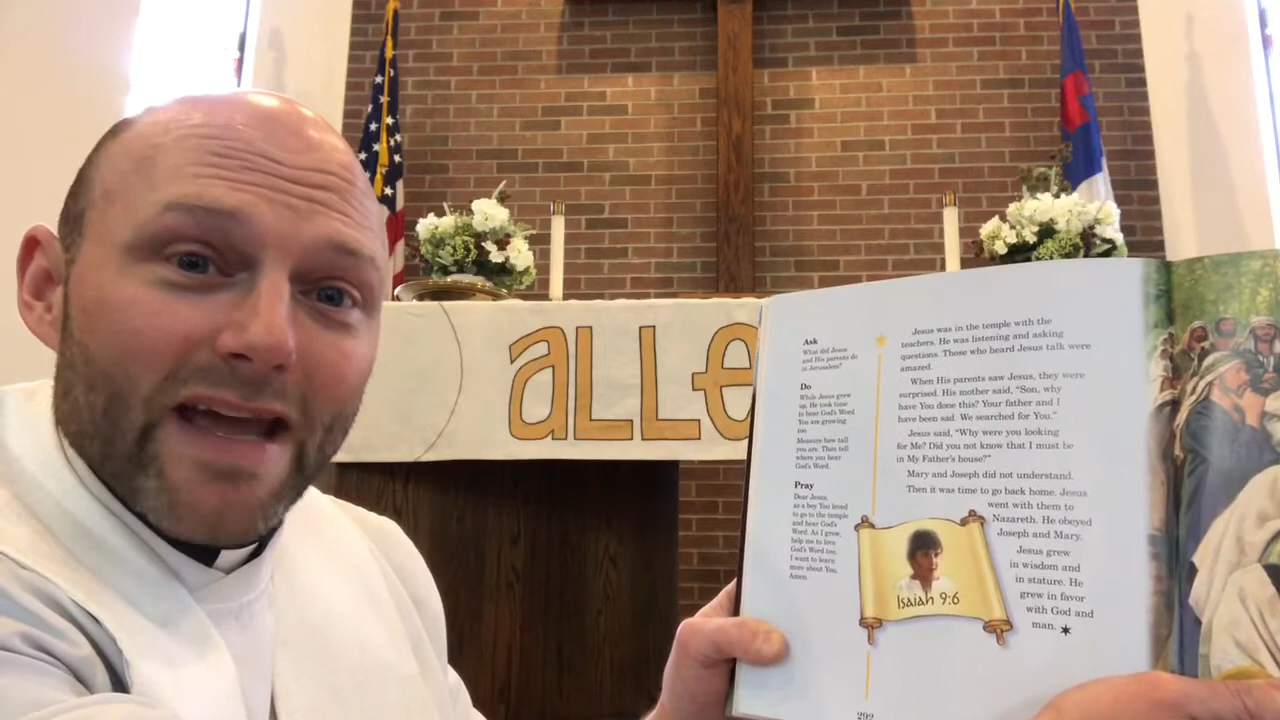 aLLe
Ask
What did Jesus
and His parents do
in Jerusalem?
Do
While Jesus grew
up, He took time
to hear God's Word.
You are growing
too.
Measure how tall
you are. Then tell
where you hear
God's Word.
Pray
Dear Jesus,
as a boy You loved
to go to the temple
and hear God's
Word. As I grow,
help me to love
God's Word too.
I want to learn
more about You.
Amen.
Jesus was in the temple with the
teachers. He was listening and asking
questions. Those who heard Jesus talk were
amazed.
When His parents saw Jesus, they were
surprised. His mother said, "Son, why
have You done this? Your father and I
have been sad. We searched for You."
Jesus said, "Why were you looking
for Me? Did you not know that I must be
in My Father's house?"
Mary and Joseph did not understand.
Then it was time to go back home. Jesus
went with them to
Nazareth. He obeyed
Joseph and Mary.
Jesus grew
in wisdom and
in stature. He
grew in favor
with God and
man.
Isaiah 9:6
292